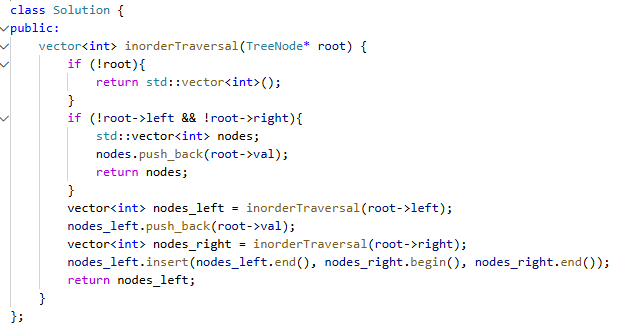 class Solution {
public:
    vector<int> inorderTraversal(TreeNode* root) {
        if (!root){
            return std::vector<int>();
        }
        if (!root->left && !root->right){
            std::vector<int> nodes;
            nodes.push_back(root->val);
            return nodes;
        }
        vector<int> nodes_left = inorderTraversal(root->left);
        nodes_left.push_back(root->val);
        vector<int> nodes_right = inorderTraversal(root->right);
        nodes_left.insert(nodes_left.end(), nodes_right.begin(), nodes_right.end());
        return nodes_left;
    }
};